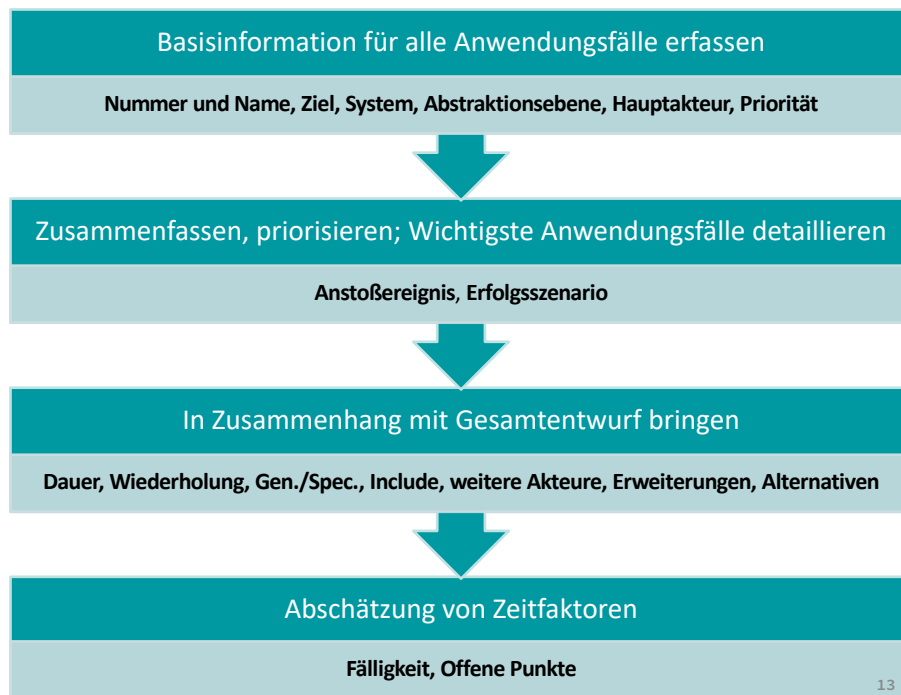 Basisinformation für alle Anwendungsfälle erfassen
Nummer und Name, Ziel, System, Abstraktionsebene, Hauptakteur, Priorität
Zusammenfassen, priorisieren; Wichtigste Anwendungsfälle detaillieren
Anstoßereignis, Erfolgsszenario
In Zusammenhang mit Gesamtentwurf bringen
Dauer, Wiederholung, Gen./Spec., Include, weitere Akteure, Erweiterungen, Alternativen
Abschätzung von Zeitfaktoren
Fälligkeit, Offene Punkte
13